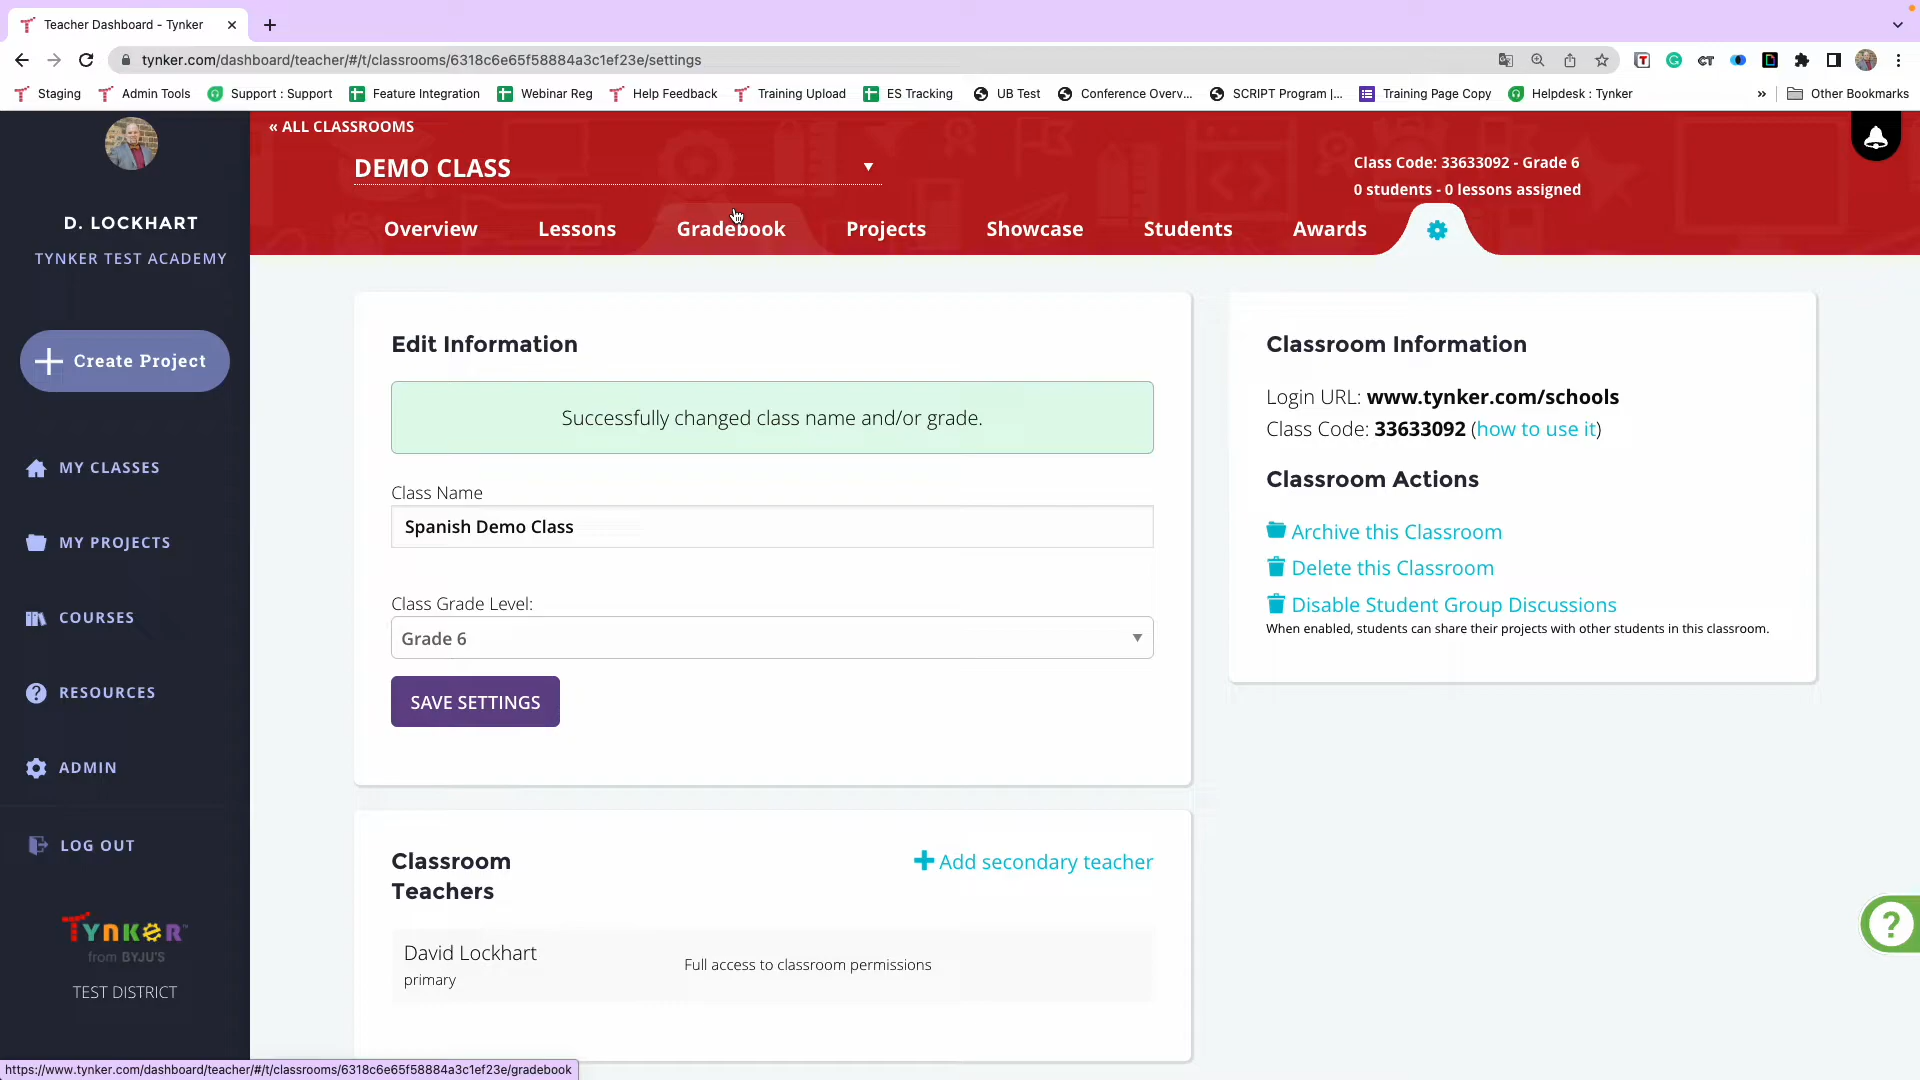 Teacher Dashboard - Tynker
tynker.com/dashboard/teacher/#/t/classrooms/6318c6e65f58884a3c1ef23e/settings
Staging Admin Tools Support : Support Feature Integration Webinar Reg Help Feedback Training Upload ES Tracking UB Test Conference Overv... SCRIPT Program |... Training Page Copy Helpdesk : Tynker » Other Bookmarks
« ALL CLASSROOMS
DEMO CLASS
Class Code: 33633092 - Grade 6
0 students - 0 lessons assigned
Overview Lessons Gradebook Projects Showcase Students Awards
D. LOCKHART
TYNKER TEST ACADEMY
Create Project
MY CLASSES
MY PROJECTS
COURSES
RESOURCES
ADMIN
LOG OUT
TYNKER™
from BYJU'S
TEST DISTRICT
Edit Information
Successfully changed class name and/or grade.
Class Name
Spanish Demo Class
Class Grade Level:
Grade 6
SAVE SETTINGS
Classroom Information
Login URL: www.tynker.com/schools
Class Code: 33633092 (how to use it)
Classroom Actions
Archive this Classroom
Delete this Classroom
Disable Student Group Discussions
When enabled, students can share their projects with other students in this classroom.
Classroom
Teachers
Add secondary teacher
David Lockhart
primary
Full access to classroom permissions
?
https://www.tynker.com/dashboard/teacher/#/t/classrooms/6318c6e65f58884a3c1ef23e/gradebook